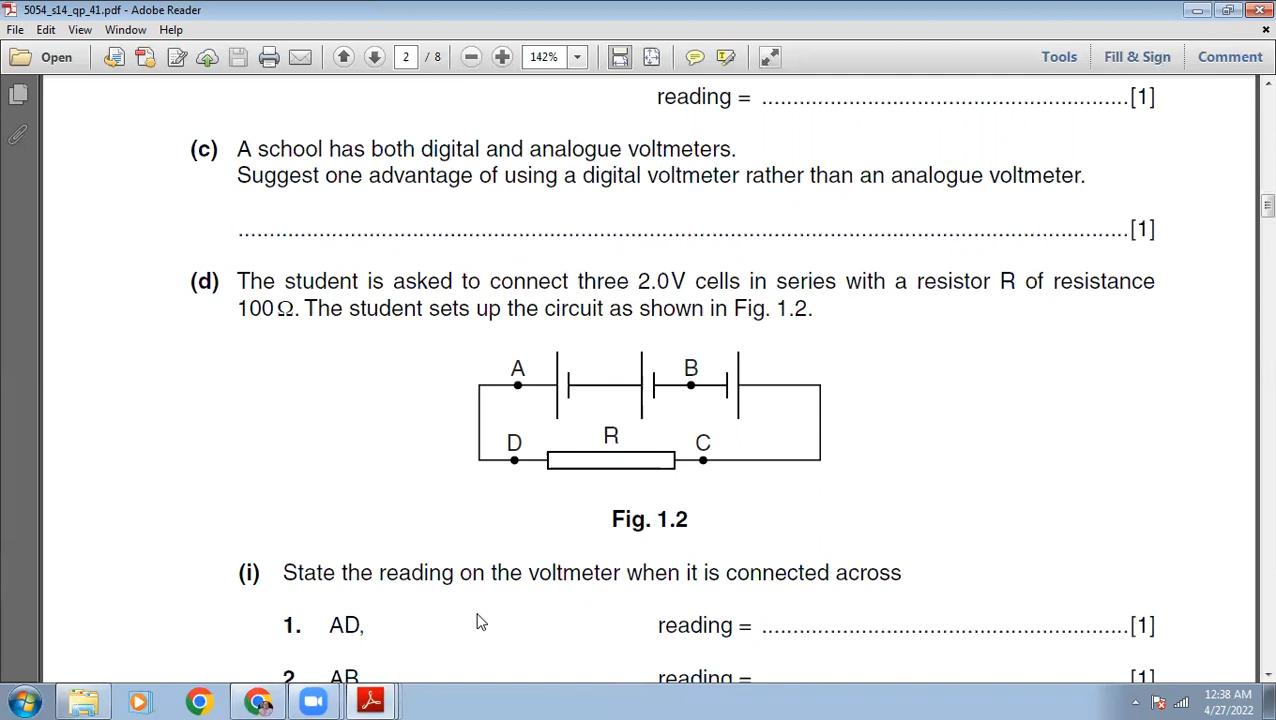 5054_s14_qp_41.pdf - Adobe Reader
File Edit View Window Help
Open 2 / 8 142% Tools Fill & Sign Comment
reading = ................................................................[1]
(c) A school has both digital and analogue voltmeters.
Suggest one advantage of using a digital voltmeter rather than an analogue voltmeter.
................................................................[1]
(d) The student is asked to connect three 2.0V cells in series with a resistor R of resistance
100Ω. The student sets up the circuit as shown in Fig. 1.2.
A B
R
D C
Fig. 1.2
(i) State the reading on the voltmeter when it is connected across
1. AD, reading = ................................................................[1]
2 AB reading = [1]
12:38 AM
4/27/2022